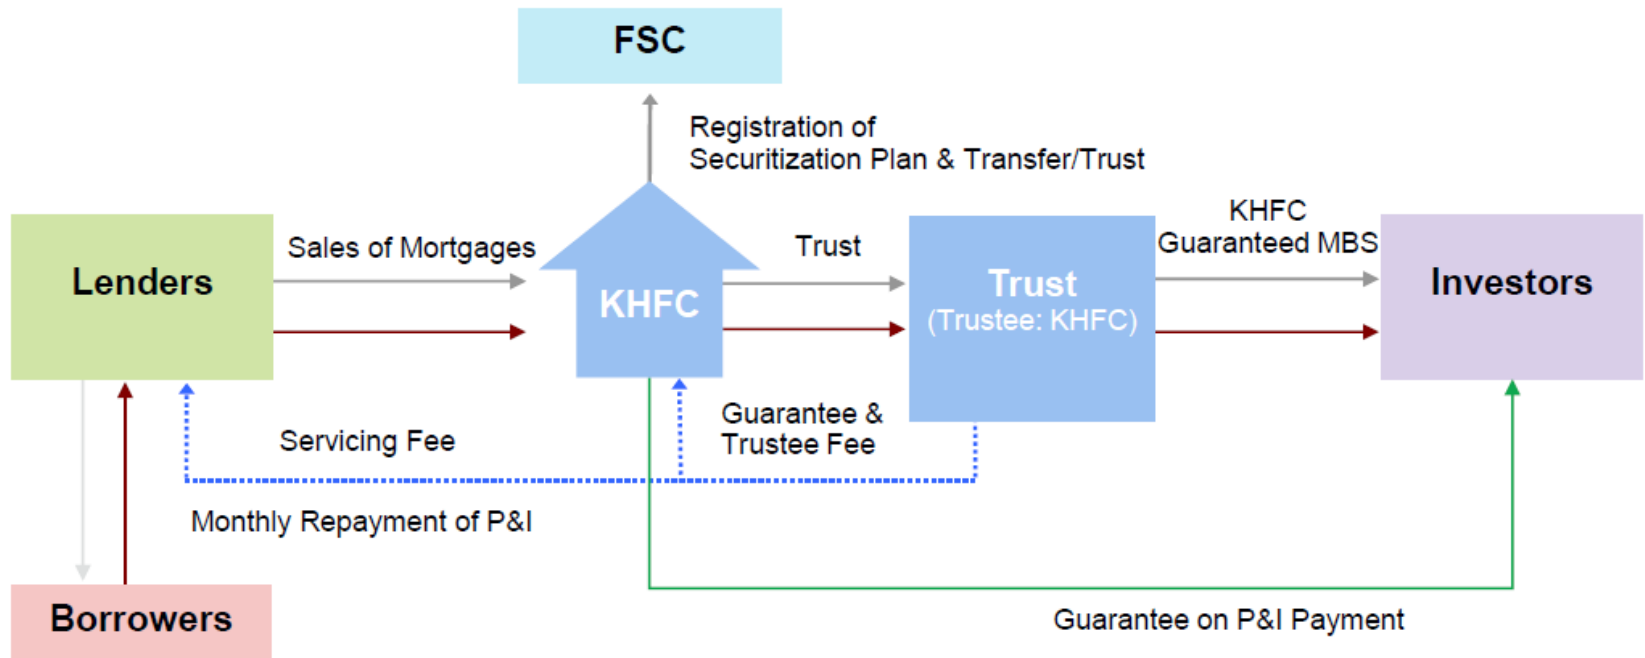 FSC
Registration of
Securitization Plan & Transfer/Trust
Lenders
Sales of Mortgages
KHFC
Trust
Trust
(Trustee: KHFC)
KHFC
Guaranteed MBS
Investors
Servicing Fee
Guarantee &
Trustee Fee
Monthly Repayment of P&I
Borrowers
Guarantee on P&I Payment